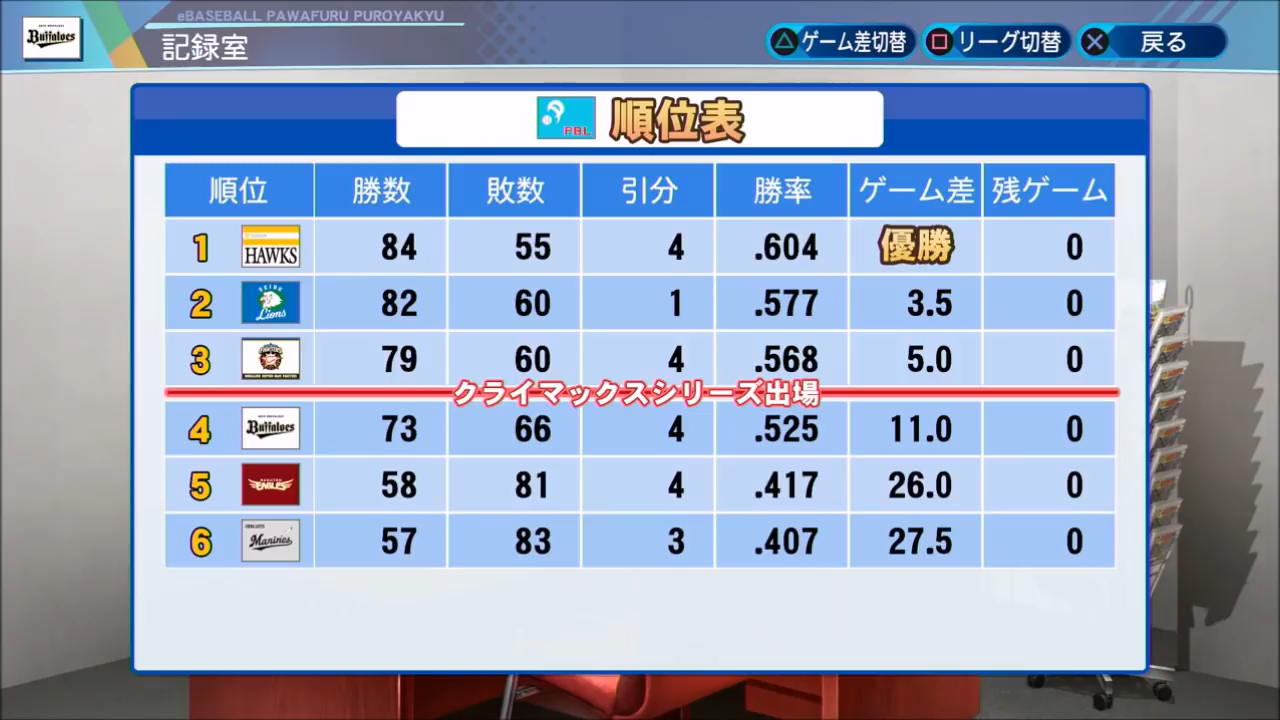 eBASEBALL PAWAFURU PUROYAKYU
Buffaloes
記録室
ゲーム差切替 リーグ切替 戻る
PBL 順位表
順位 勝数 敗数 引分 勝率 ゲーム差 残ゲーム
1 HAWKS 84 55 4 .604 優勝 0
2 Lions 82 60 1 .577 3.5 0
3 79 60 4 .568 5.0 0
クライマックスシリーズ出場
4 Buffaloes 73 66 4 .525 11.0 0
5 EAGLES 58 81 4 .417 26.0 0
6 Marines 57 83 3 .407 27.5 0